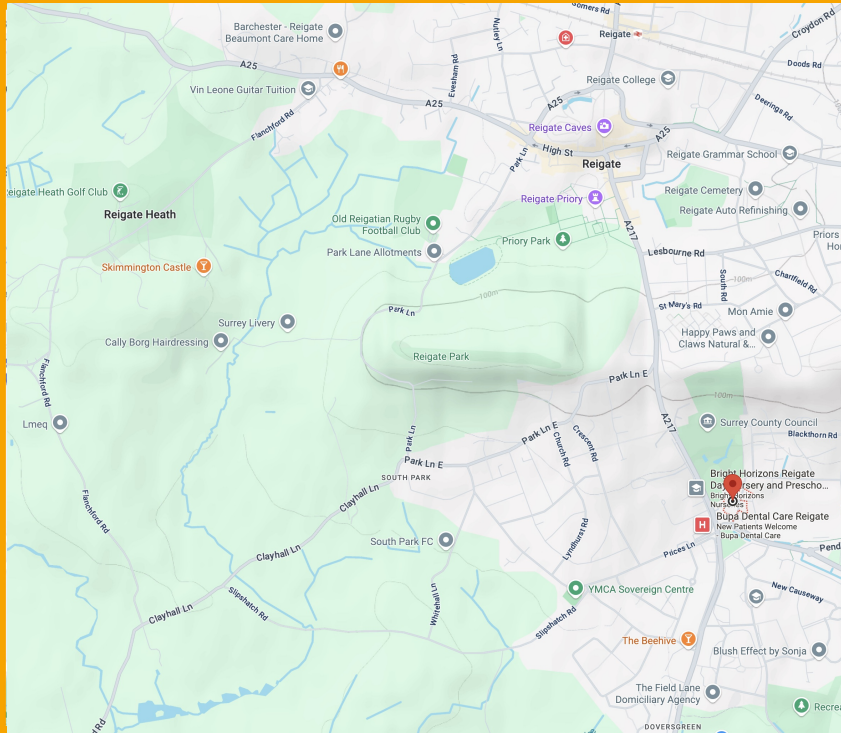 Somers Rd
Croydon Rd
Barchester - Reigate
Beaumont Care Home
Nutley Ln
Reigate
A25
Evesham Rd
Doods Rd
Reigate College
Vin Leone Guitar Tuition
A25
A25
Deerings Rd
Flanchford Rd
Reigate Caves
A25
High St
Reigate
Reigate Grammar School
Park Ln
Reigate Heath Golf Club
Reigate Priory
Reigate Cemetery
Reigate Heath
Reigate Auto Refinishing
Old Reigatian Rugby
Football Club
A217
Priors
Ho
Priory Park
Park Lane Allotments
Lesbourne Rd
Skimmington Castle
South Rd
100m
Chartfield Rd
100m
St Mary's Rd
Park Ln
Mon Amie
Surrey Livery
Happy Paws and
Claws Natural &...
Cally Borg Hairdressing
Reigate Park
Flanchford Rd
Park Ln E
100m
Lmeq
A217
Surrey County Council
Park Ln
Park Ln E
Church Rd
Crescent Rd
Blackthorn Rd
Park Ln E
SOUTH PARK
Bright Horizons Reigate
Day Nursery and Prescho...
Bright Horizons
Nurseries
Clayhall Ln
Flanchford Rd
Bupa Dental Care Reigate
New Patients Welcome
- Bupa Dental Care
South Park FC
Lyndhurst Rd
Prices Ln
Pend
Clayhall Ln
Slipshatch Rd
Whitehall Ln
YMCA Sovereign Centre
New Causeway
Clayhall Ln
Slipshatch Rd
The Beehive
Blush Effect by Sonja
The Field Lane
Domiciliary Agency
Recrea
d Rd
DOVERSGREEN